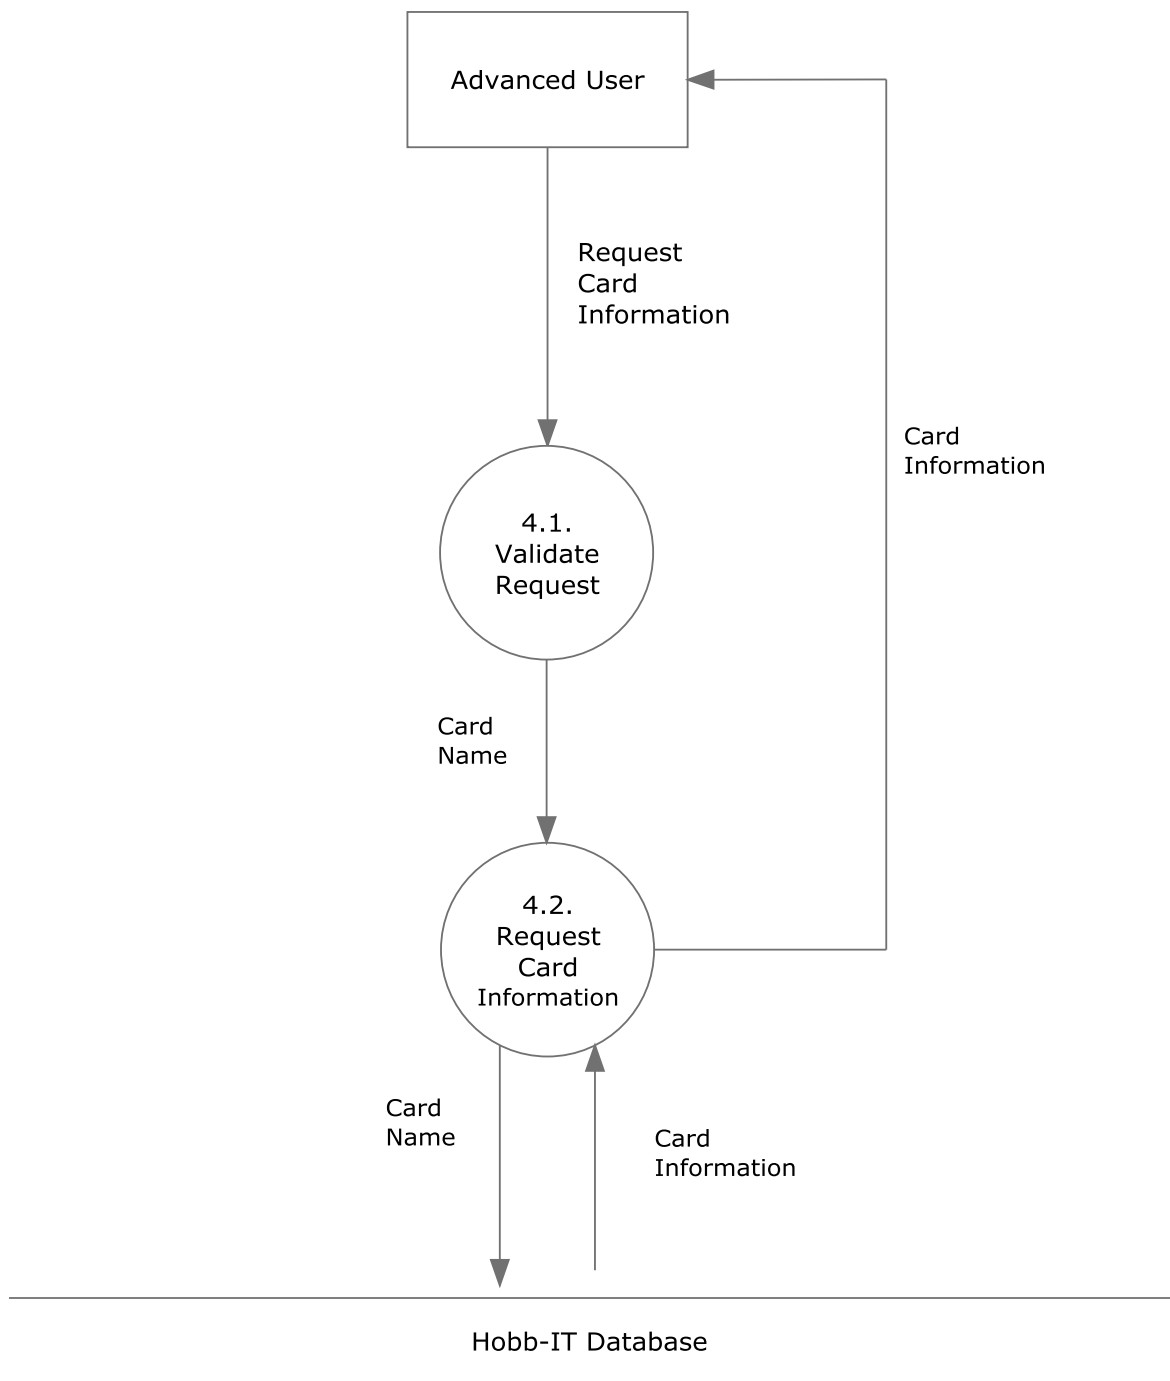 Advanced User
Request
Card
Information
Card
Information
4.1.
Validate
Request
Card
Name
4.2.
Request
Card
Information
Card
Name
Card
Information
Hobb-IT Database